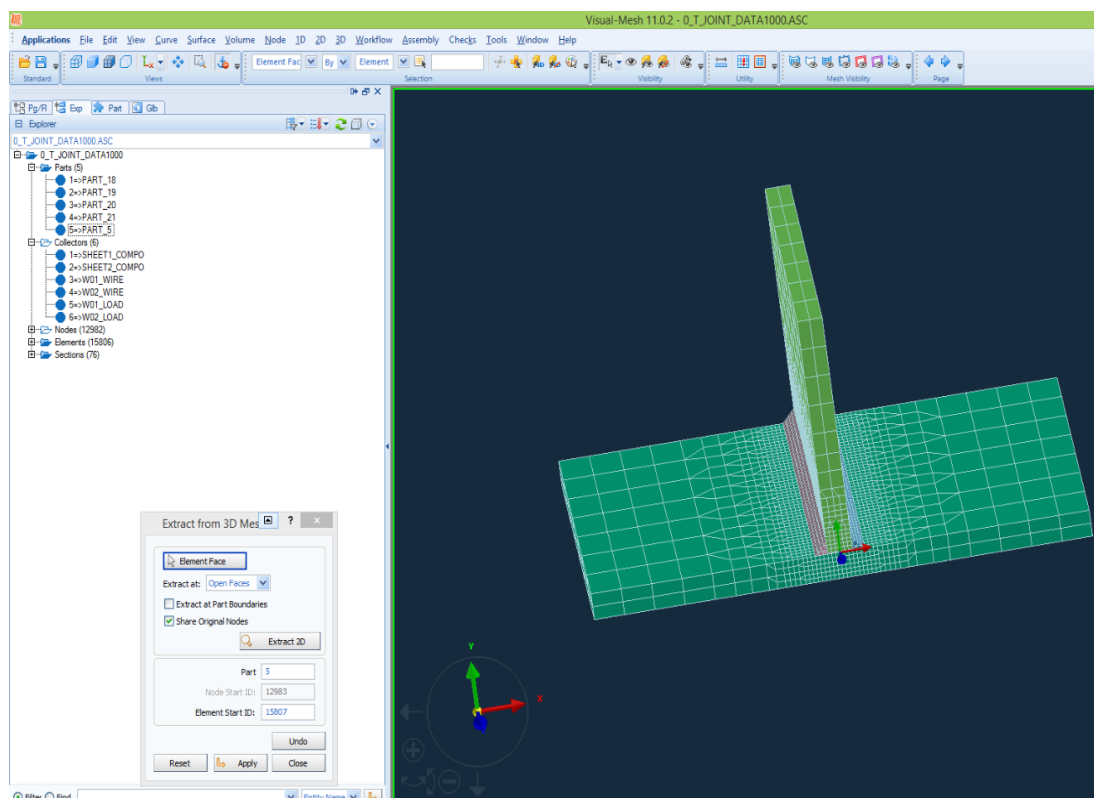 Visual-Mesh 11.0.2 - 0_T_JOINT_DATA1000.ASC
Applications File Edit View Curve Surface Volume Node 1D 2D 3D Workflow Assembly Checks Tools Window Help
Element Fac By Element
Standard Views Selection Visibility Utility Mesh Visibility Page
Pg/Fl Exp Part Glb
Explorer
0_T_JOINT_DATA1000.ASC
0_T_JOINT_DATA1000
Parts (5)
1=>PART_18
2=>PART_19
3=>PART_20
4=>PART_21
5=>PART_5
Collectors (6)
1=>SHEET1_COMPO
2=>SHEET2_COMPO
3=>W01_WIRE
4=>W02_WIRE
5=>W01_LOAD
6=>W02_LOAD
Nodes (12982)
Elements (15806)
Sections (76)
Extract from 3D Mes ? x
Element Face
Extract at: Open Faces
Extract at Part Boundaries
Share Original Nodes
Extract 2D
Part 5
Node Start ID: 12983
Element Start ID: 15807
Undo
Reset Apply Close
Filter Find Entity Name
Y
X